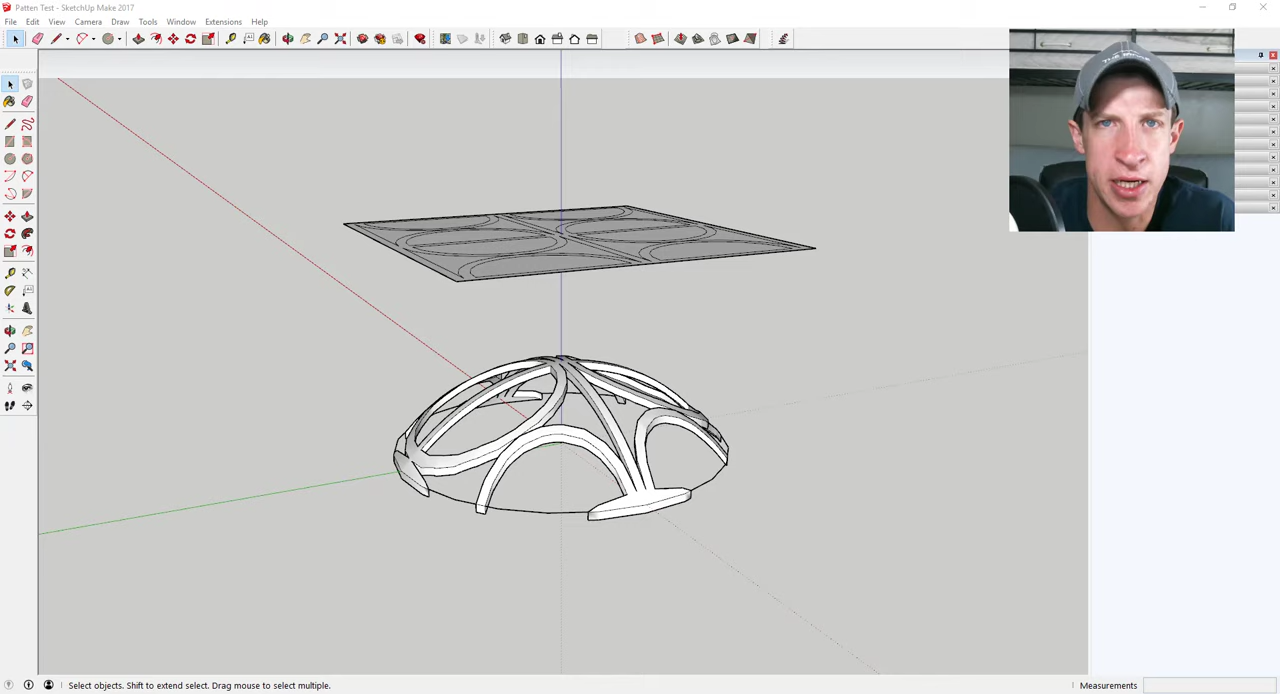 Patten Test - SketchUp Make 2017
File Edit View Camera Draw Tools Window Extensions Help
Select objects. Shift to extend select. Drag mouse to select multiple.
Measurements